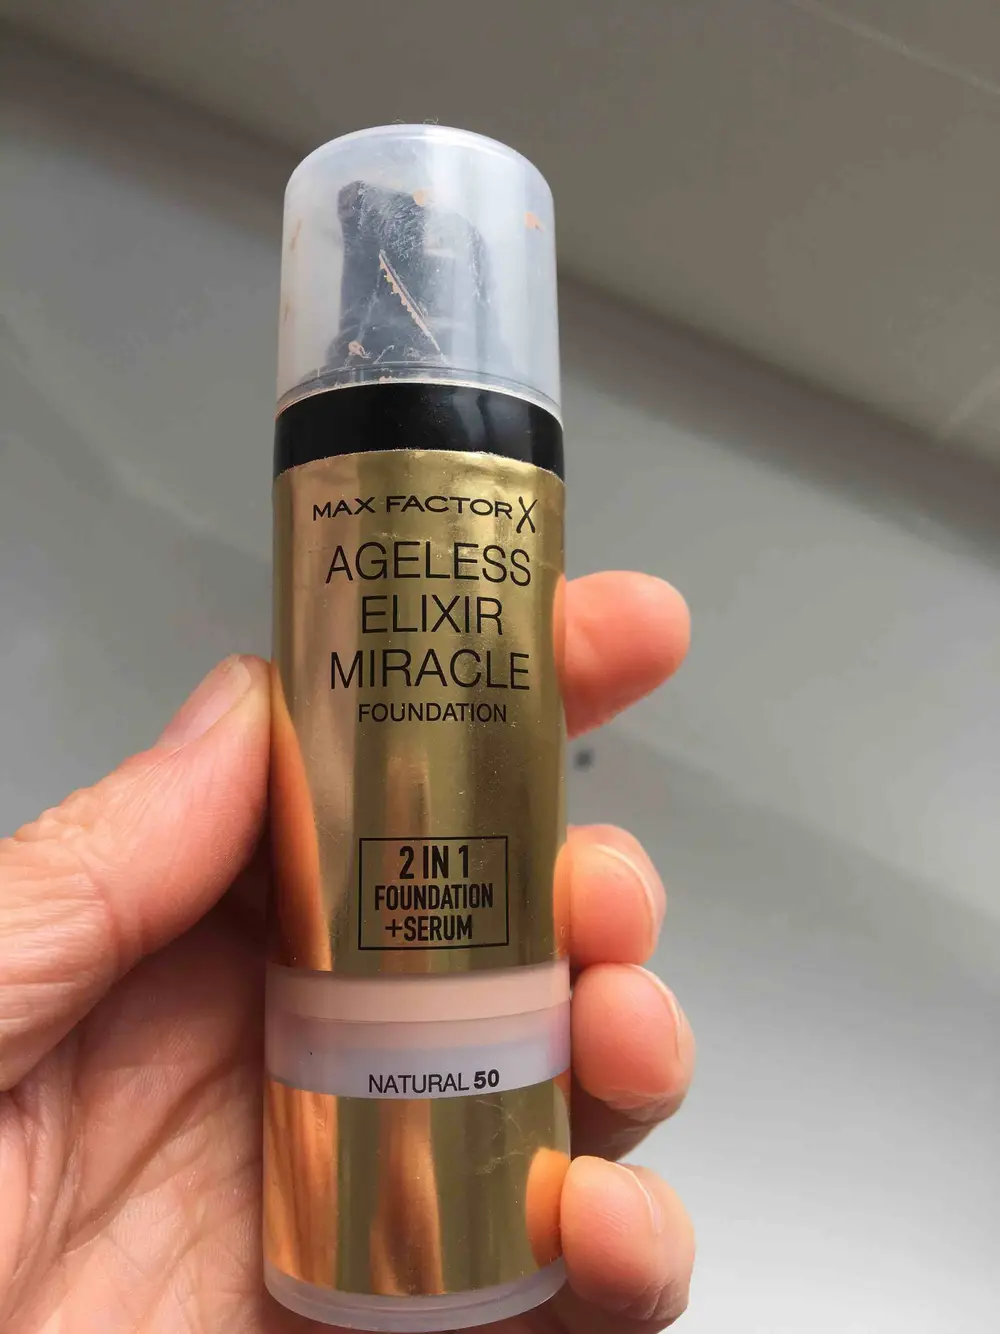 MAX FACTOR X
AGELESS
ELIXIR
MIRACLE
FOUNDATION
2 IN 1
FOUNDATION
+SERUM
NATURAL 50